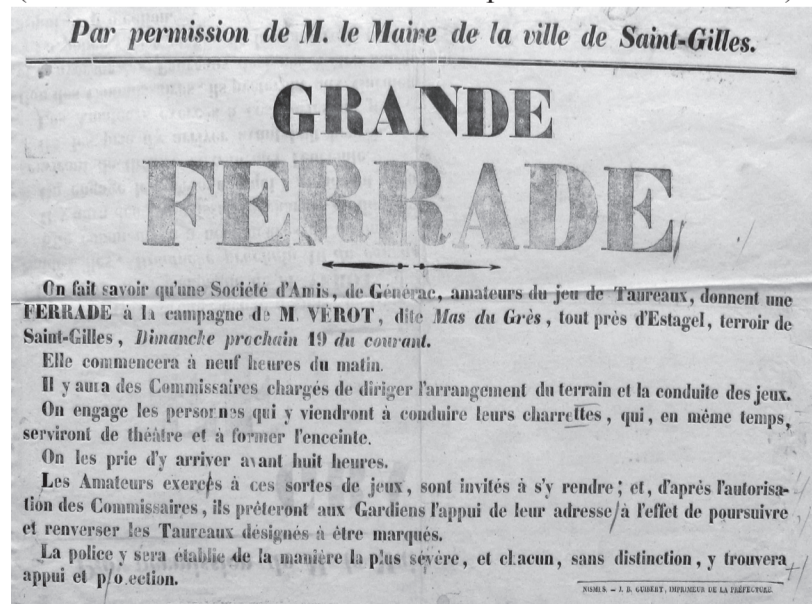 Par permission de M. le Maire de la ville de Saint-Gilles.
GRANDE
FERRADE
On fait savoir qu'une Société d'Amis, de Générac, amateurs du jeu de Taureaux, donnent une
FERRADE à la campagne de M. VÉROT, dite Mas du Grès, tout près d'Estagel, terroir de
Saint-Gilles, Dimanche prochain 19 du courant.
Elle commencera à neuf heures du matin.
Il y aura des Commissaires chargés de diriger l'arrangement du terrain et la conduite des jeux.
On engage les personnes qui y viendront à conduire leurs charrettes, qui, en même temps,
serviront de théâtre et à former l'enceinte.
On les prie d'y arriver avant huit heures.
Les Amateurs exercés à ces sortes de jeux, sont invités à s'y rendre; et, d'après l'autorisa-
tion des Commissaires, ils prêteront aux Gardiens l'appui de leur adresse à l'effet de poursuivre
et renverser les Taureaux désignés à être marqués.
La police y sera établie de la manière la plus sévère, et chacun, sans distinction, y trouvera
appui et protection.
NISMES. — J. B. GUIBERT, IMPRIMEUR DE LA PRÉFECTURE.